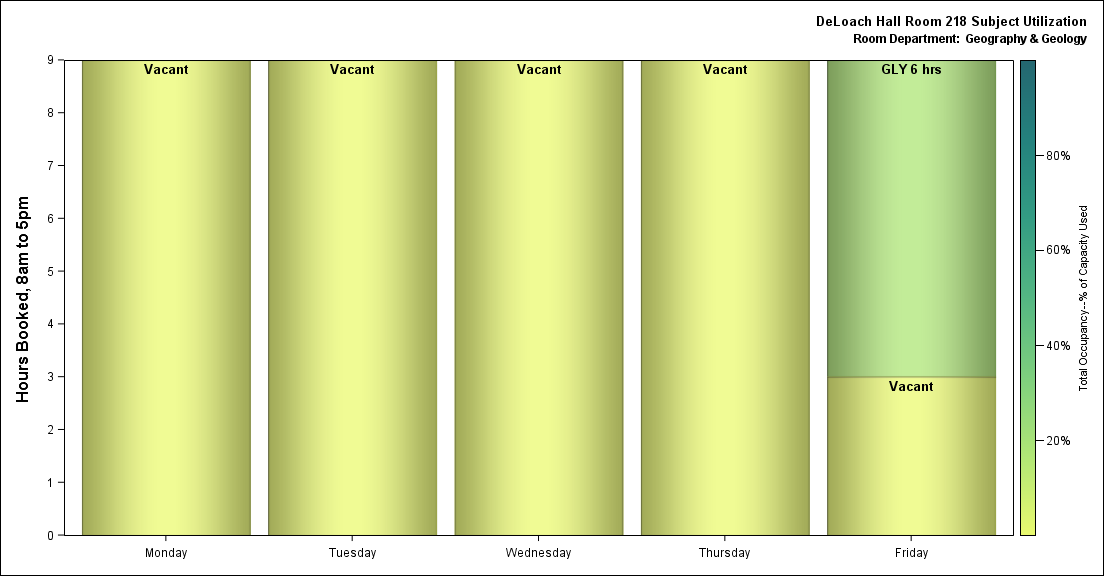 DeLoach Hall Room 218 Subject Utilization
Room Department:  Geography & Geology
Hours Booked, 8am to 5pm
9
8
7
6
5
4
3
2
1
0
Vacant
Vacant
Vacant
Vacant
GLY 6 hrs
Vacant
Monday
Tuesday
Wednesday
Thursday
Friday
80%
60%
40%
20%
Total Occupancy--% of Capacity Used